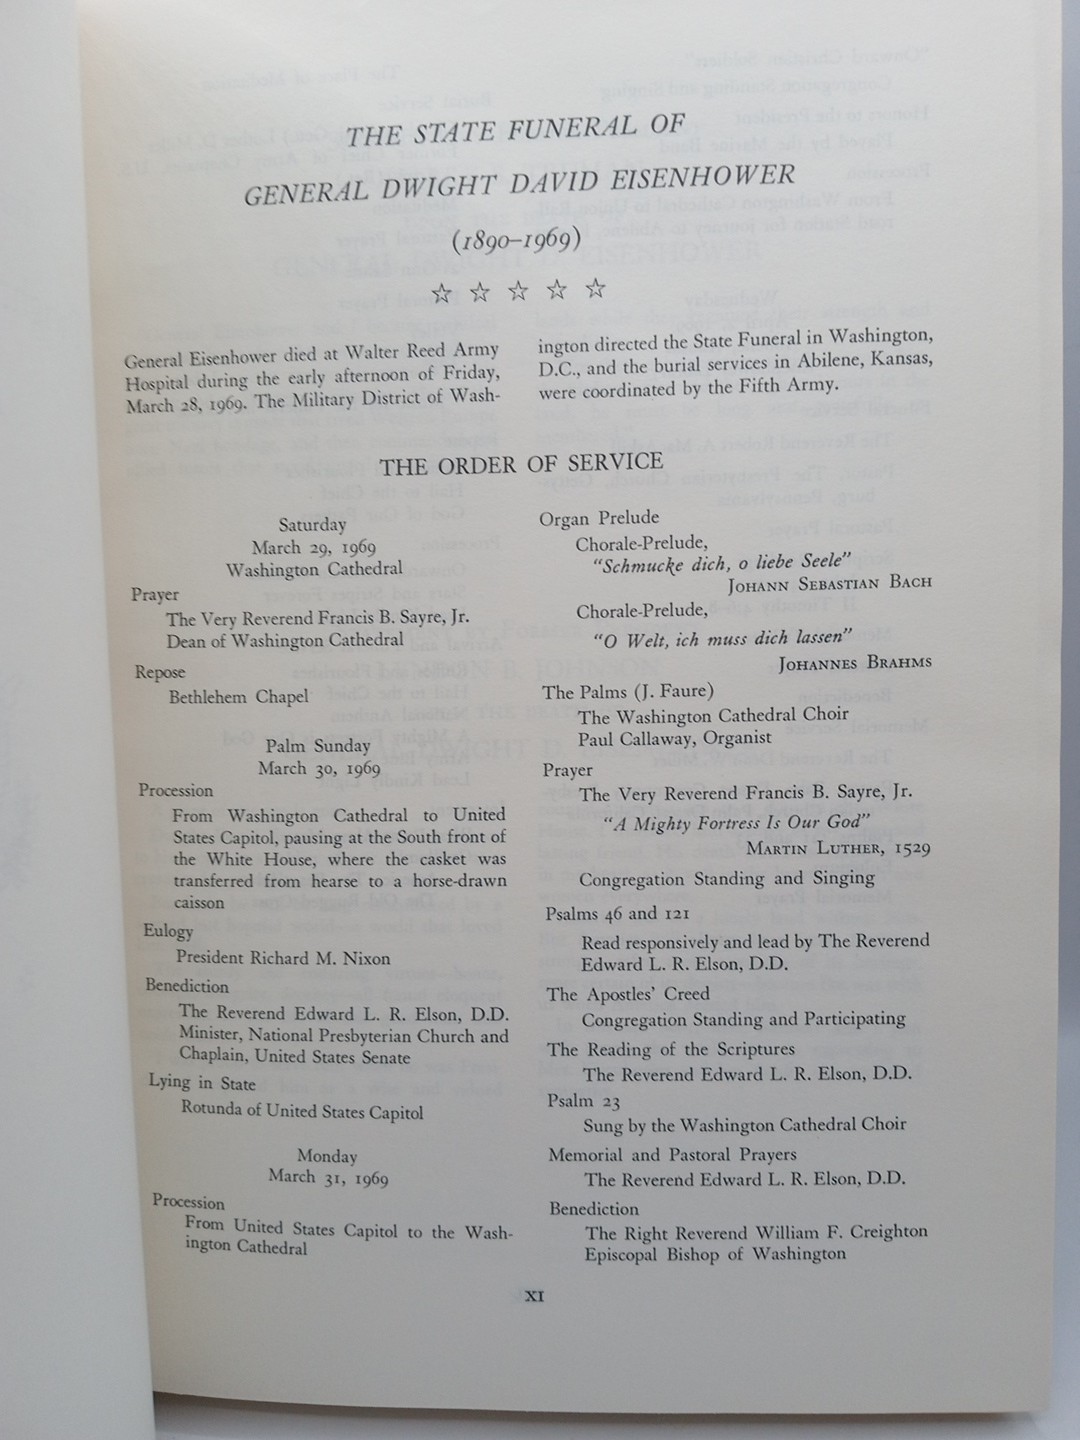 THE STATE FUNERAL OF
GENERAL DWIGHT DAVID EISENHOWER
(1890–1969)
General Eisenhower died at Walter Reed Army
Hospital during the early afternoon of Friday,
March 28, 1969. The Military District of Wash-
ington directed the State Funeral in Washington,
D.C., and the burial services in Abilene, Kansas,
were coordinated by the Fifth Army.
THE ORDER OF SERVICE
Saturday
March 29, 1969
Washington Cathedral
Prayer
The Very Reverend Francis B. Sayre, Jr.
Dean of Washington Cathedral
Repose
Bethlehem Chapel
Palm Sunday
March 30, 1969
Procession
From Washington Cathedral to United
States Capitol, pausing at the South front of
the White House, where the casket was
transferred from hearse to a horse-drawn
caisson
Eulogy
President Richard M. Nixon
Benediction
The Reverend Edward L. R. Elson, D.D.
Minister, National Presbyterian Church and
Chaplain, United States Senate
Lying in State
Rotunda of United States Capitol
Monday
March 31, 1969
Procession
From United States Capitol to the Wash-
ington Cathedral
Organ Prelude
Chorale-Prelude,
"Schmucke dich, o liebe Seele"
JOHANN SEBASTIAN BACH
Chorale-Prelude,
"O Welt, ich muss dich lassen"
JOHANNES BRAHMS
The Palms (J. Faure)
The Washington Cathedral Choir
Paul Callaway, Organist
Prayer
The Very Reverend Francis B. Sayre, Jr.
"A Mighty Fortress Is Our God"
MARTIN LUTHER, 1529
Congregation Standing and Singing
Psalms 46 and 121
Read responsively and lead by The Reverend
Edward L. R. Elson, D.D.
The Apostles' Creed
Congregation Standing and Participating
The Reading of the Scriptures
The Reverend Edward L. R. Elson, D.D.
Psalm 23
Sung by the Washington Cathedral Choir
Memorial and Pastoral Prayers
The Reverend Edward L. R. Elson, D.D.
Benediction
The Right Reverend William F. Creighton
Episcopal Bishop of Washington
XI